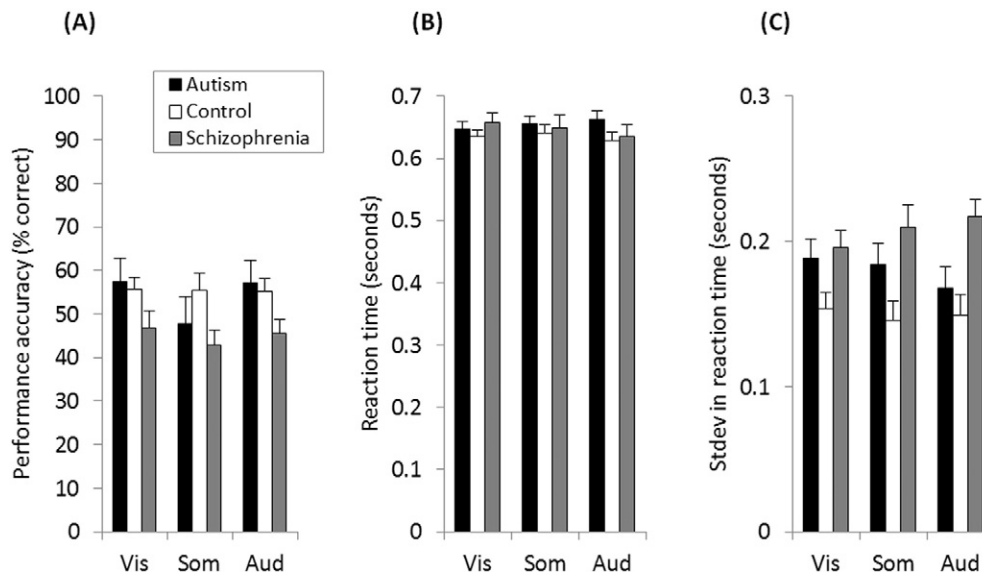 (A)
Autism
Control
Schizophrenia
Performance accuracy (% correct)
100
90
80
70
60
50
40
30
20
10
0
Vis Som Aud
(B)
Reaction time (seconds)
0.7
0.6
0.5
0.4
0.3
0.2
0.1
0
Vis Som Aud
(C)
Stdev in reaction time (seconds)
0.3
0.2
0.1
0
Vis Som Aud